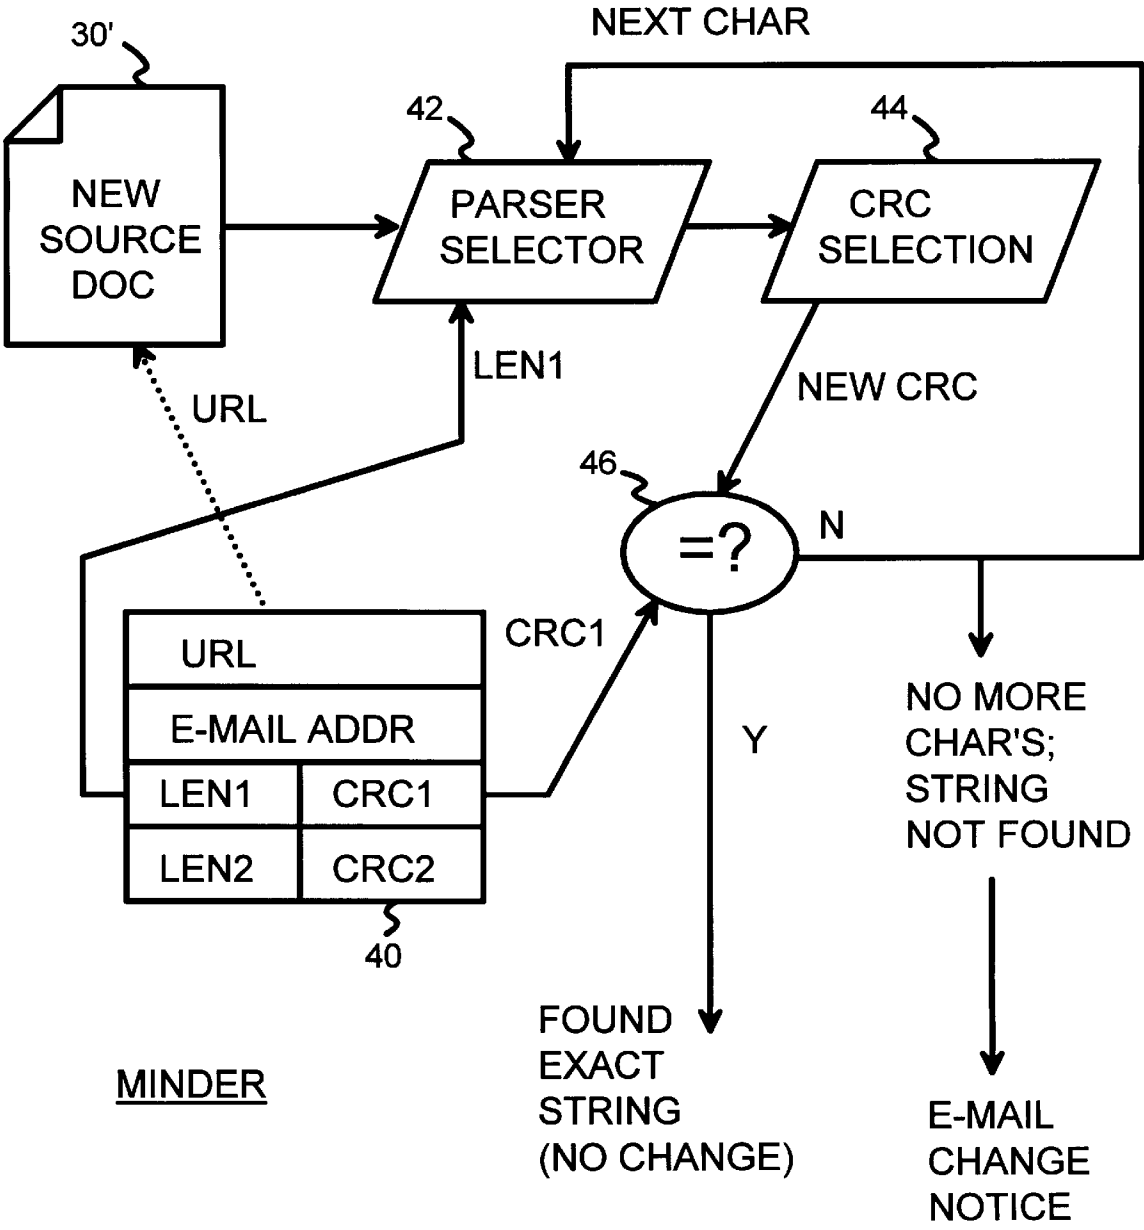 NEXT CHAR
30'
42
44
NEW
SOURCE
DOC
PARSER
SELECTOR
CRC
SELECTION
LEN1
NEW CRC
URL
46
=?
N
CRC1
URL
E-MAIL ADDR
LEN1 CRC1
LEN2 CRC2
40
Y
NO MORE
CHAR'S;
STRING
NOT FOUND
FOUND
EXACT
STRING
(NO CHANGE)
MINDER
E-MAIL
CHANGE
NOTICE